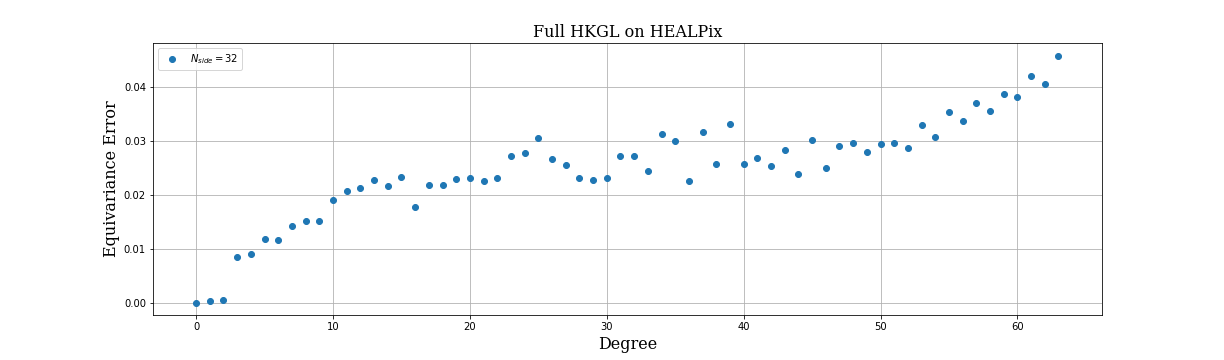 Full HKGL on HEALPix
N_side = 32
Equivariance Error
0.04
0.03
0.02
0.01
0.00
0 10 20 30 40 50 60
Degree